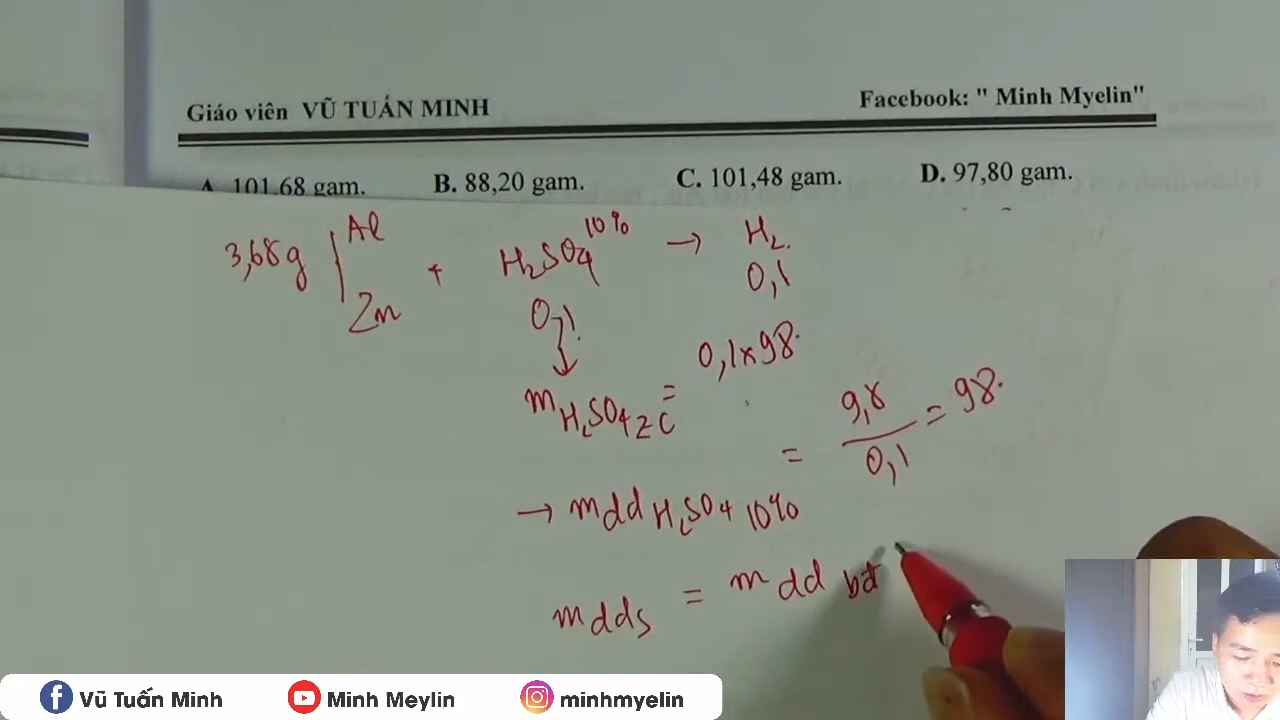 Giáo viên VŨ TUẤN MINH
Facebook: " Minh Myelin"
A. 101,68 gam. B. 88,20 gam. C. 101,48 gam. D. 97,80 gam.
3,68g Al Zn + H₂SO₄ 10% → H₂
0,1 0,1
m H₂SO₄ = 0,1x98
= 9,8 / 0,1 = 98
→ mdd H₂SO₄ 10%
mdds = mdd bđ
Vũ Tuấn Minh
Minh Meylin
minhmyelin